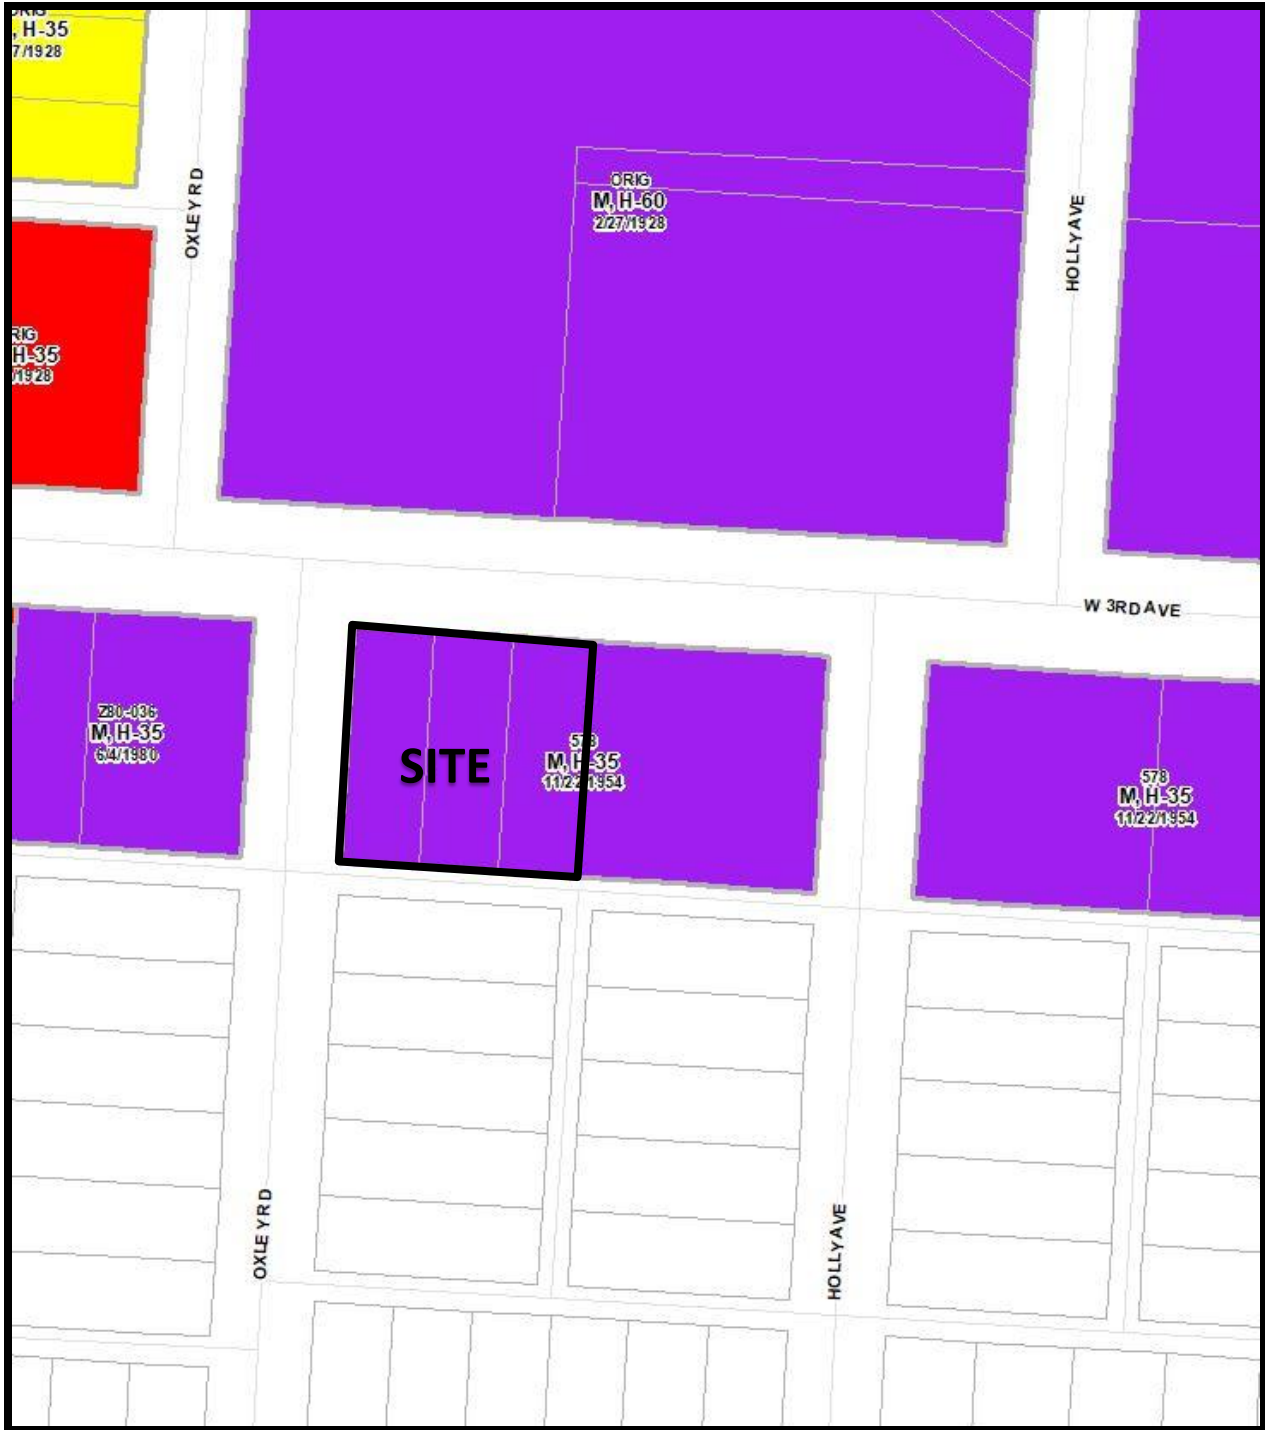 , H-35
7/1928
OXLEY RD
ORIG
M, H-60
2/27/1928
HOLLY AVE
RIG
H-35
/1928
W 3RD AVE
Z80-036
M, H-35
6/4/1980
SITE
578
M, H-35
11/22/1954
578
M, H-35
11/22/1954
OXLEY RD
HOLLY AVE